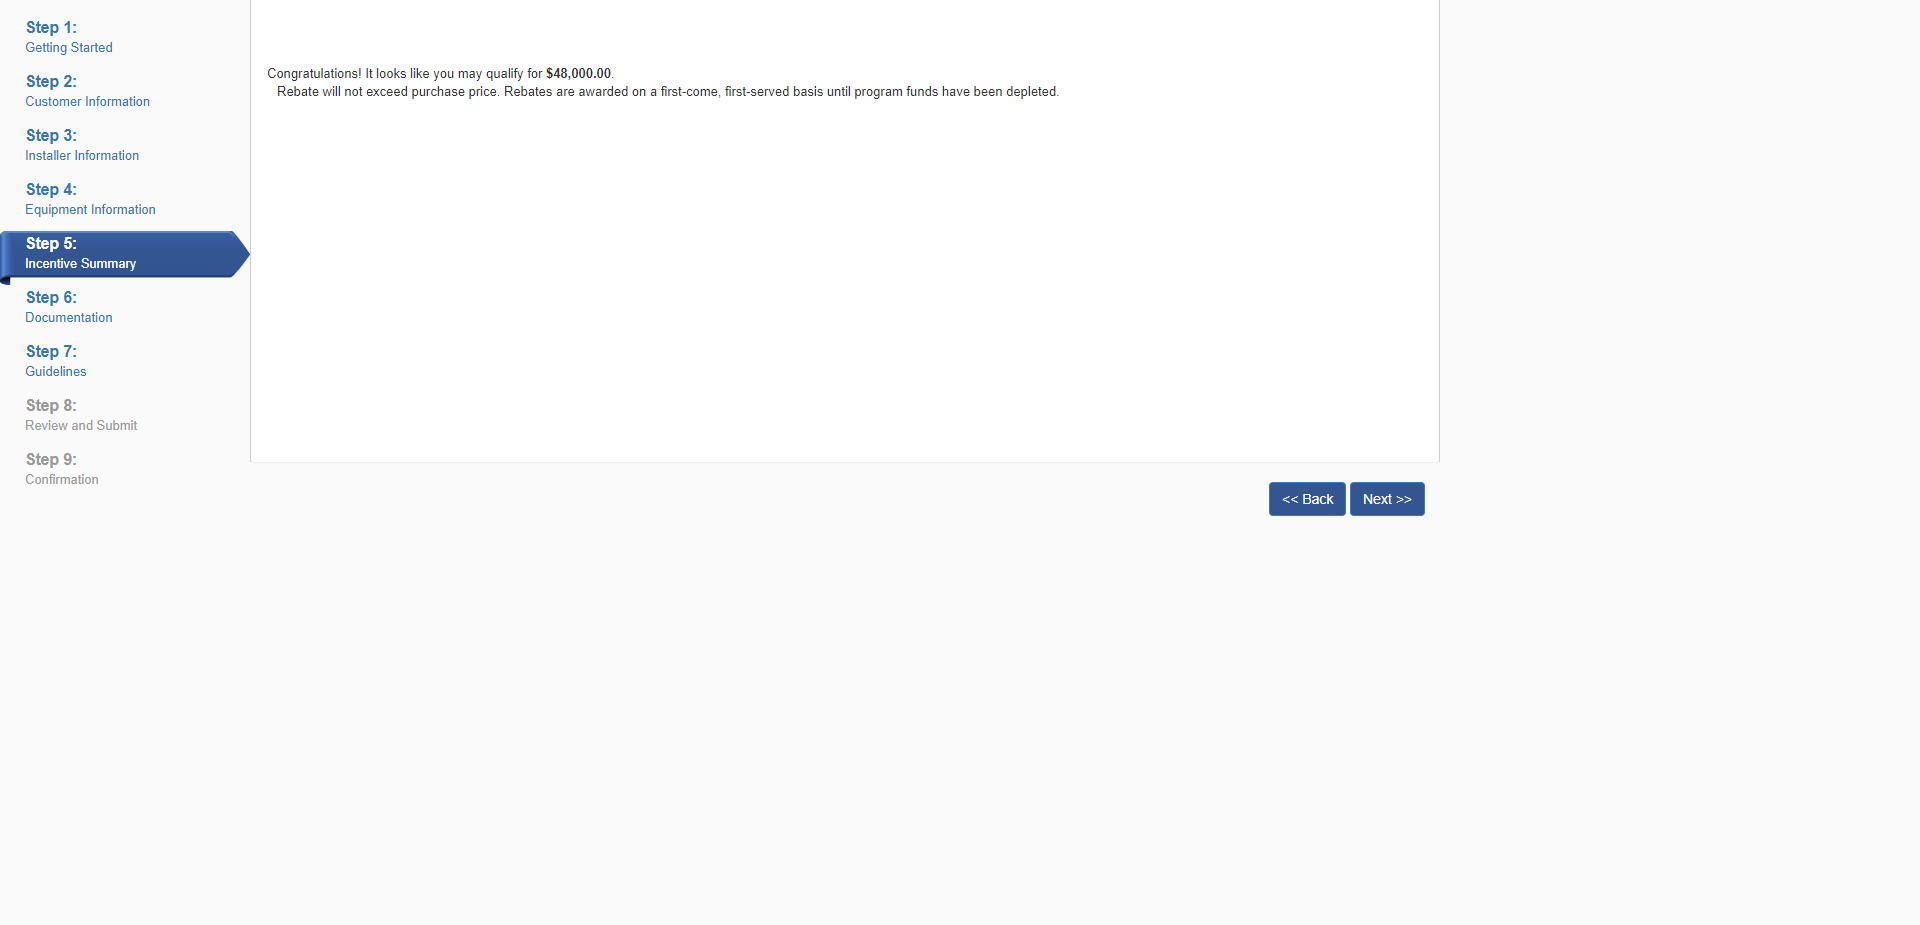 Step 1:
Getting Started
Step 2:
Customer Information
Step 3:
Installer Information
Step 4:
Equipment Information
Step 5:
Incentive Summary
Step 6:
Documentation
Step 7:
Guidelines
Step 8:
Review and Submit
Step 9:
Confirmation
Congratulations! It looks like you may qualify for $48,000.00.
Rebate will not exceed purchase price. Rebates are awarded on a first-come, first-served basis until program funds have been depleted.
<< Back
Next >>